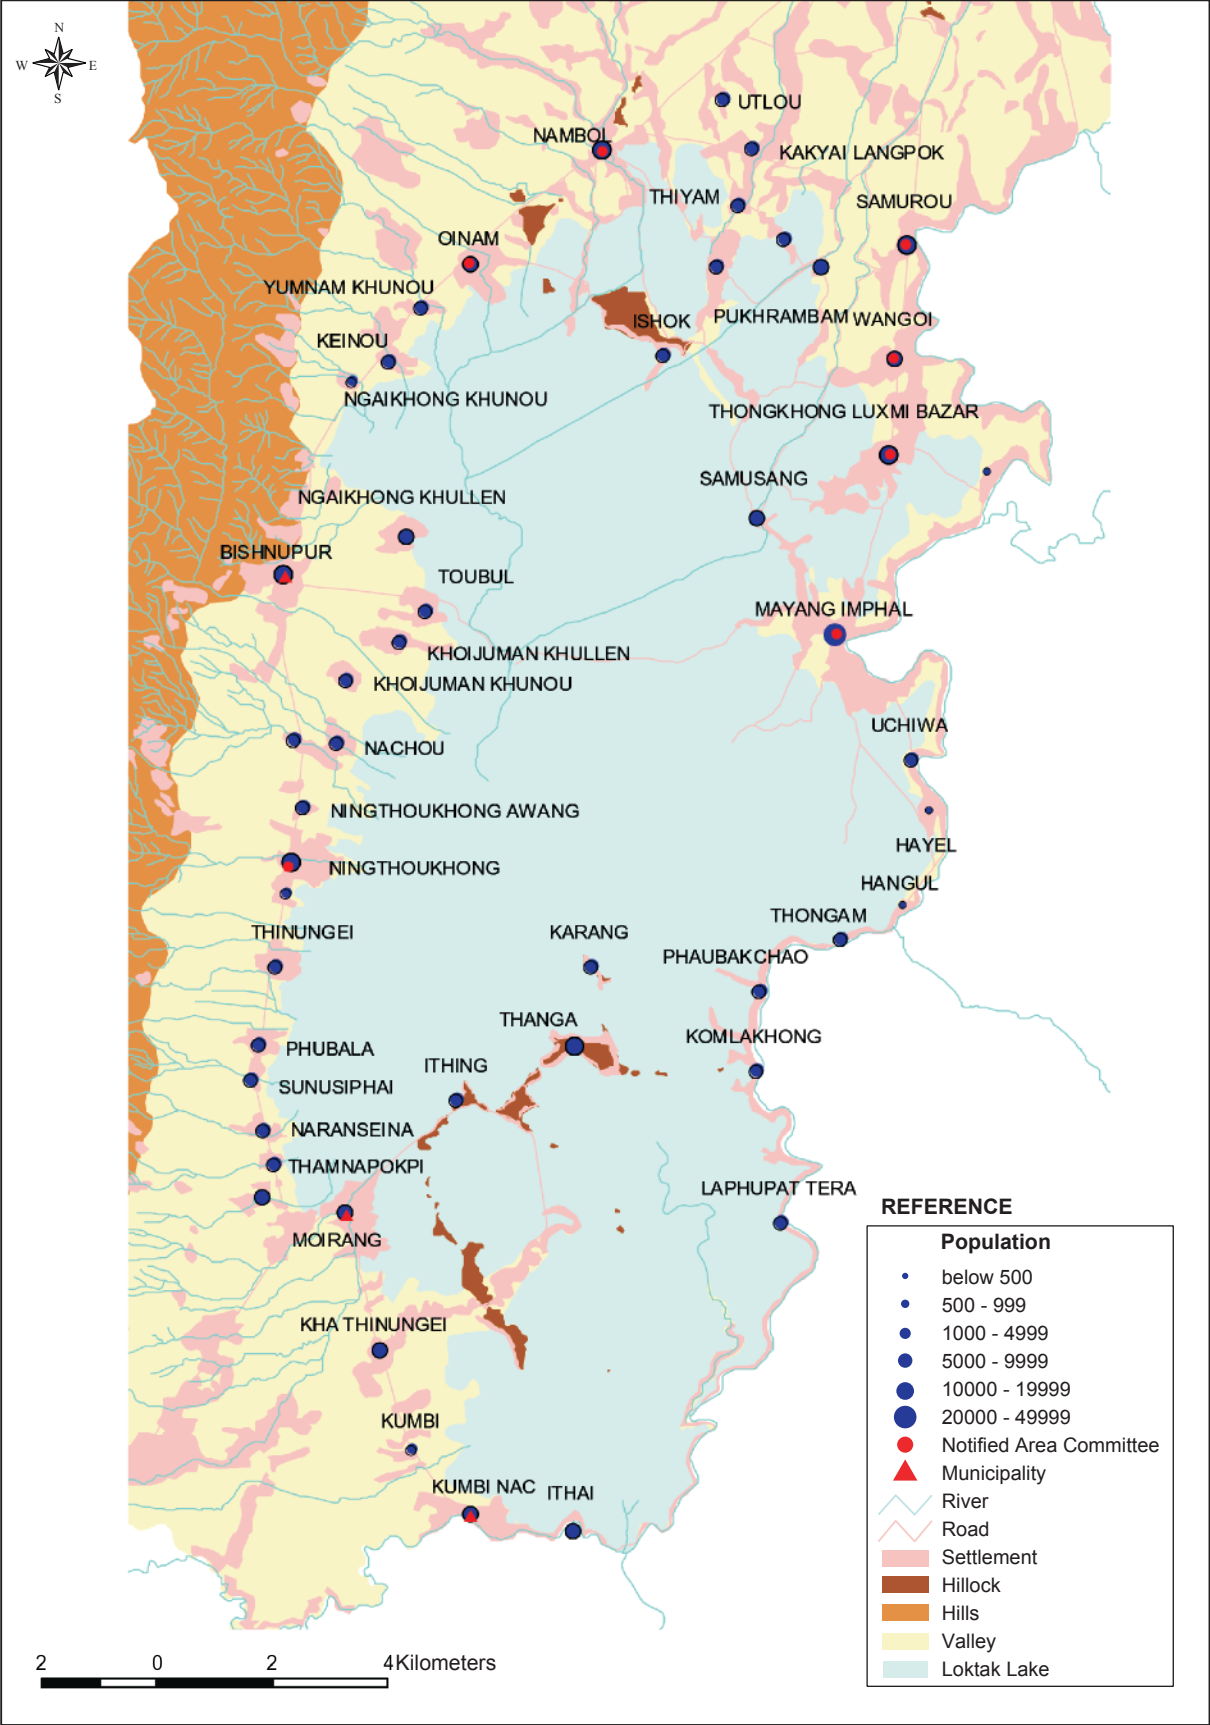 N
W E
S
UTLOU
NAMBOL
KAKYAI LANGPOK
THIYAM
SAMUROU
OINAM
YUMNAM KHUNOU
ISHOK
PUKHRAMBAM
WANGOI
KEINOU
NGAIKHONG KHUNOU
THONGKHONG LUXMI BAZAR
SAMUSANG
NGAIKHONG KHULLEN
BISHNUPUR
TOUBUL
MAYANG IMPHAL
KHOIJUMAN KHULLEN
KHOIJUMAN KHUNOU
UCHIWA
NACHOU
NINGTHOUKHONG AWANG
HAYEL
NINGTHOUKHONG
HANGUL
THONGAM
THINUNGEI
KARANG
PHAUBAKCHAO
THANGA
KOMLAKHONG
PHUBALA
ITHING
SUNUSIPHAI
NARANSEINA
THAMNAPOKPI
LAPHUPAT TERA
MOIRANG
KHA THINUNGEI
KUMBI
KUMBI NAC
ITHAI
REFERENCE
Population
below 500
500 - 999
1000 - 4999
5000 - 9999
10000 - 19999
20000 - 49999
Notified Area Committee
Municipality
River
Road
Settlement
Hillock
Hills
Valley
Loktak Lake
2 0 2 4Kilometers